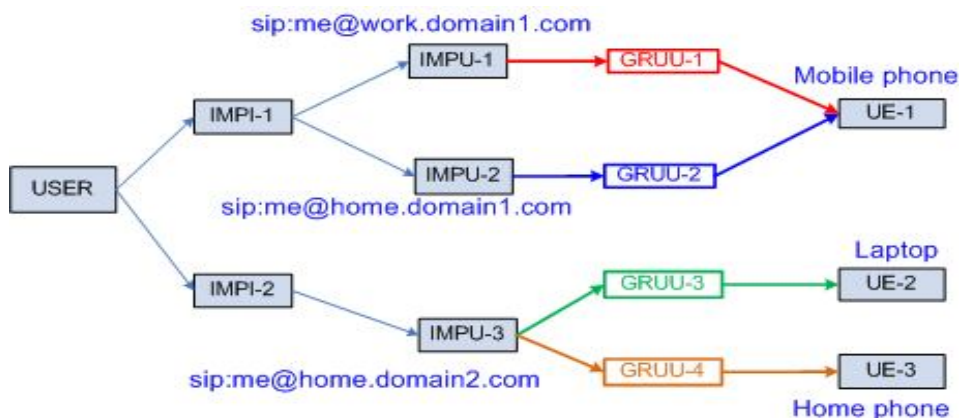 sip:me@work.domain1.com
IMPU-1
GRUU-1
Mobile phone
UE-1
IMPI-1
USER
IMPU-2
GRUU-2
sip:me@home.domain1.com
Laptop
IMPI-2
GRUU-3
UE-2
IMPU-3
sip:me@home.domain2.com
GRUU-4
UE-3
Home phone